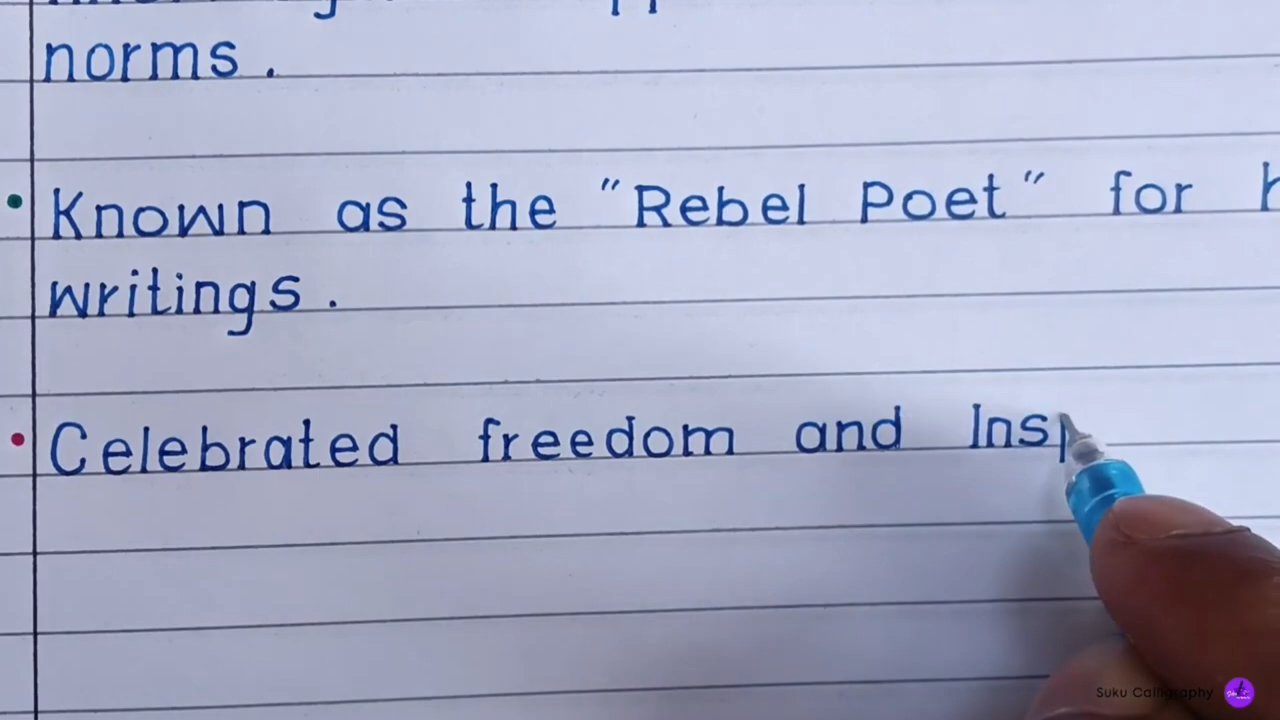 norms.
• Known as the "Rebel Poet" for
writings.
• Celebrated freedom and Insp
Suku Calligraphy